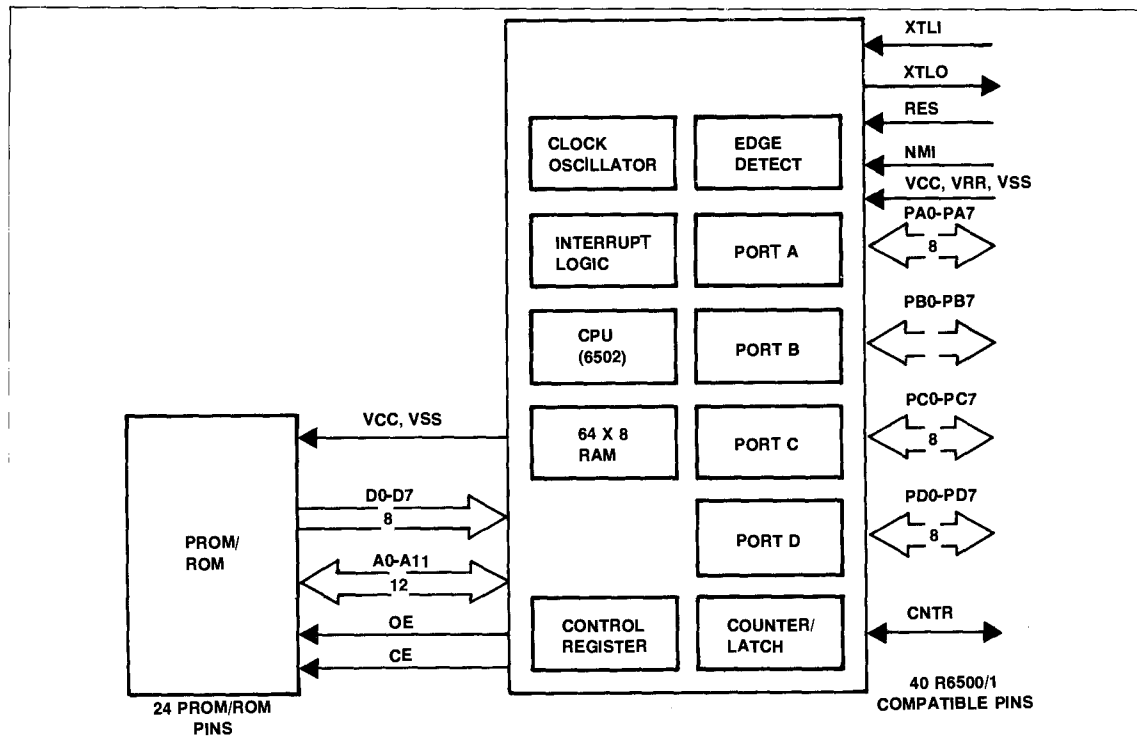 XTLI
XTLO
RES
NMI
VCC, VRR, VSS
CLOCK
OSCILLATOR
EDGE
DETECT
INTERRUPT
LOGIC
PORT A
PA0-PA7
8
CPU
(6502)
PORT B
PB0-PB7
8
64 X 8
RAM
PORT C
PC0-PC7
8
PORT D
PD0-PD7
8
CONTROL
REGISTER
COUNTER/
LATCH
CNTR
40 R6500/1
COMPATIBLE PINS
PROM/
ROM
VCC, VSS
D0-D7
8
A0-A11
12
OE
CE
24 PROM/ROM
PINS